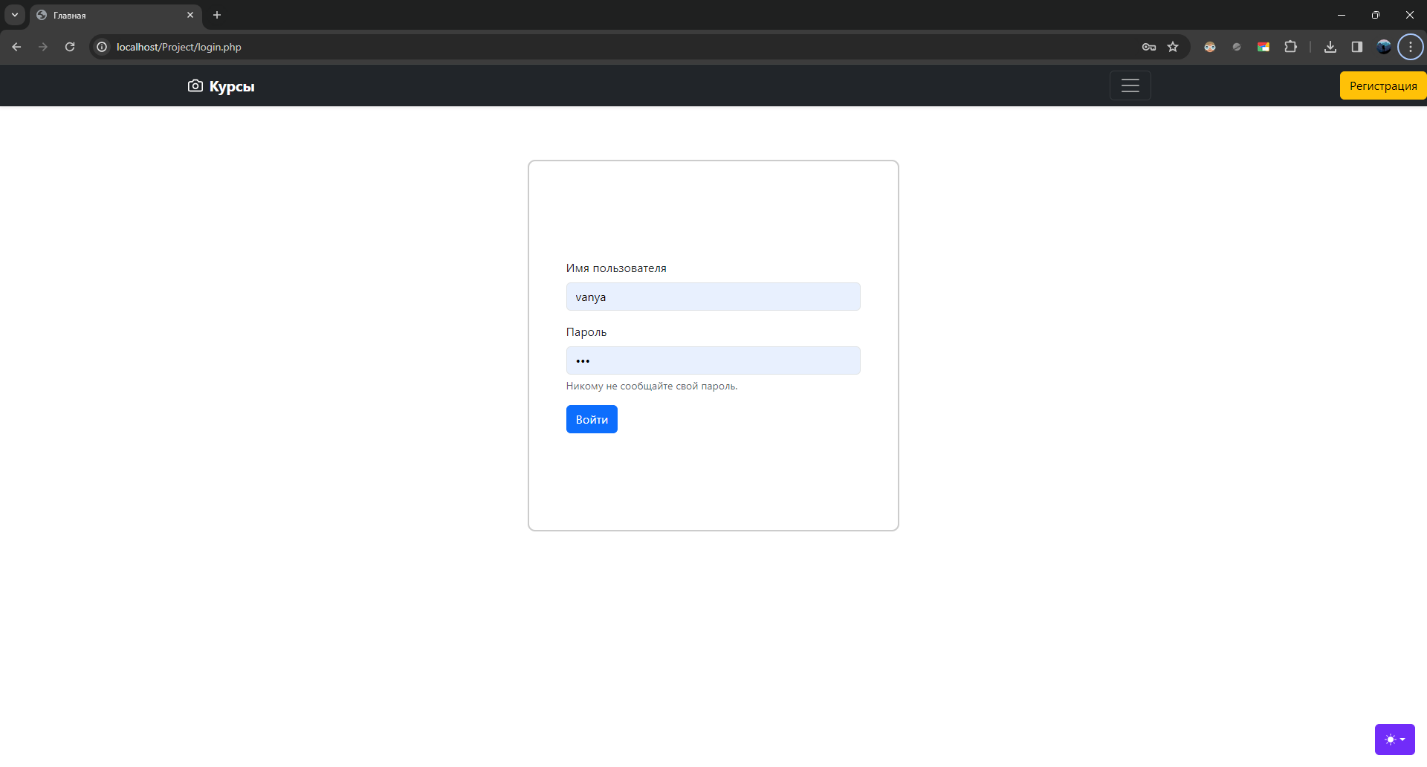 Главная
localhost/Project/login.php
Курсы
Регистрация
Имя пользователя
vanya
Пароль
•••
Никому не сообщайте свой пароль.
Войти